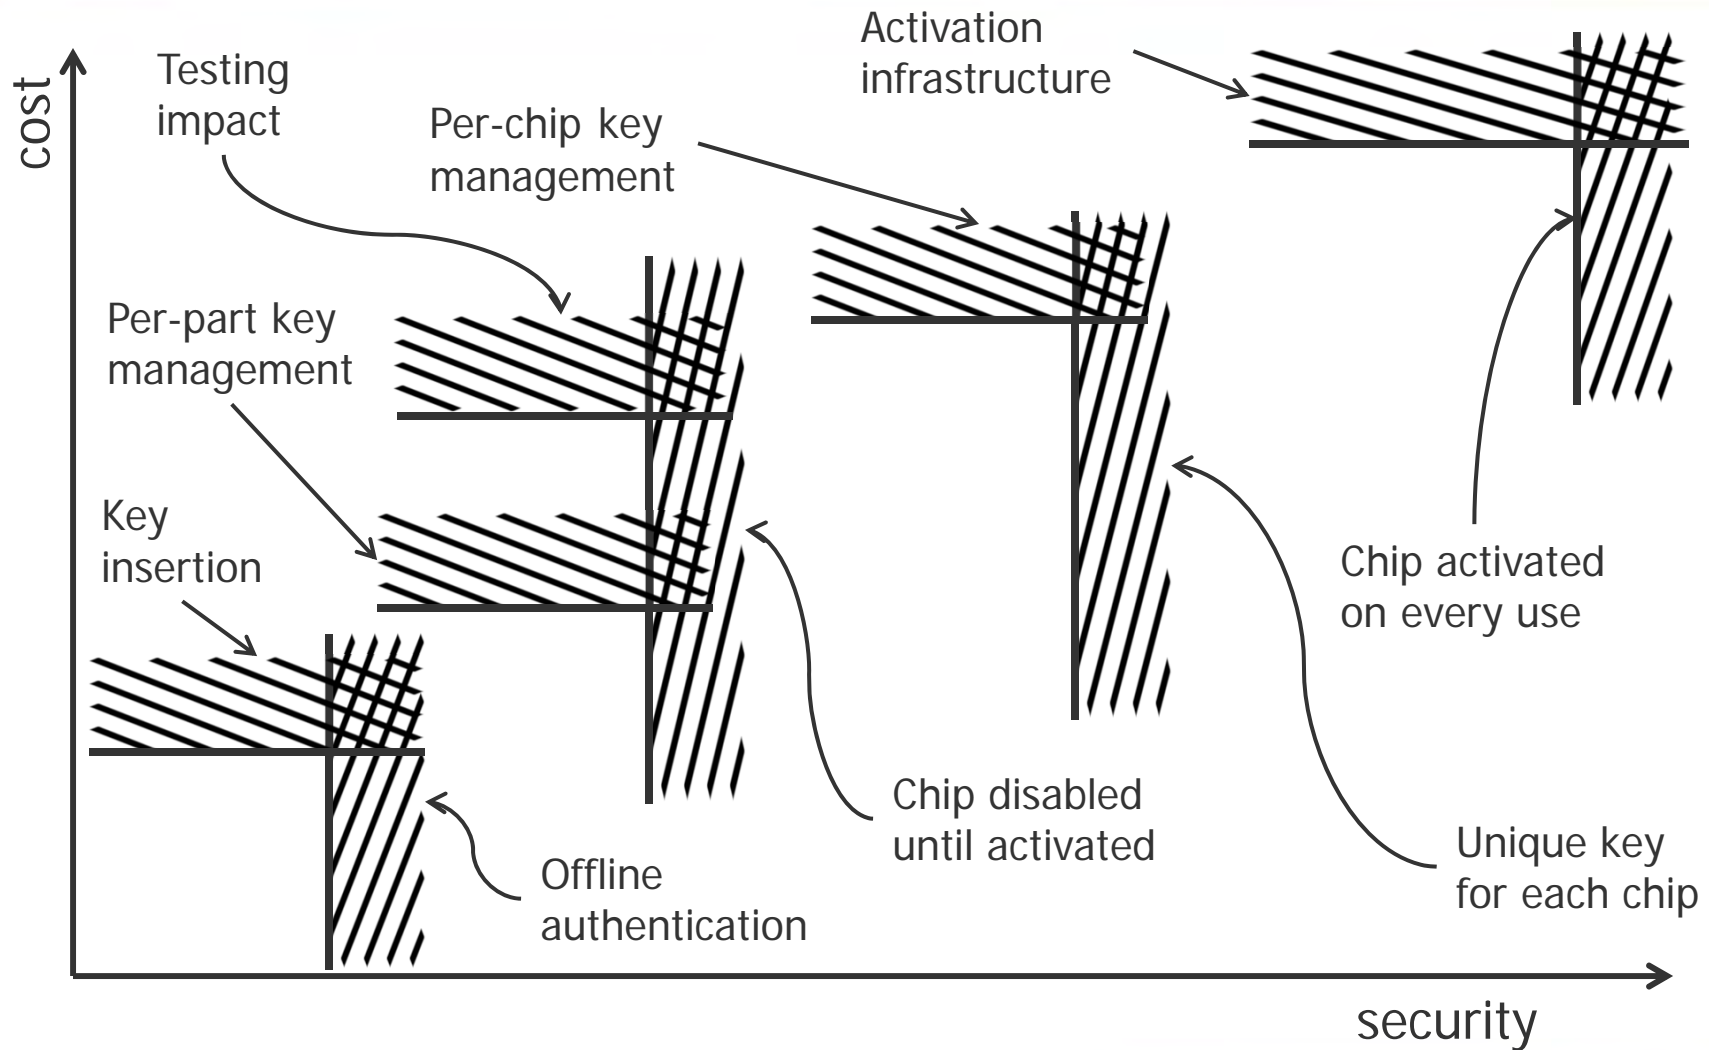 cost
Testing
impact
Per-chip key
management
Activation
infrastructure
Per-part key
management
Key
insertion
Chip activated
on every use
Chip disabled
until activated
Unique key
for each chip
Offline
authentication
security